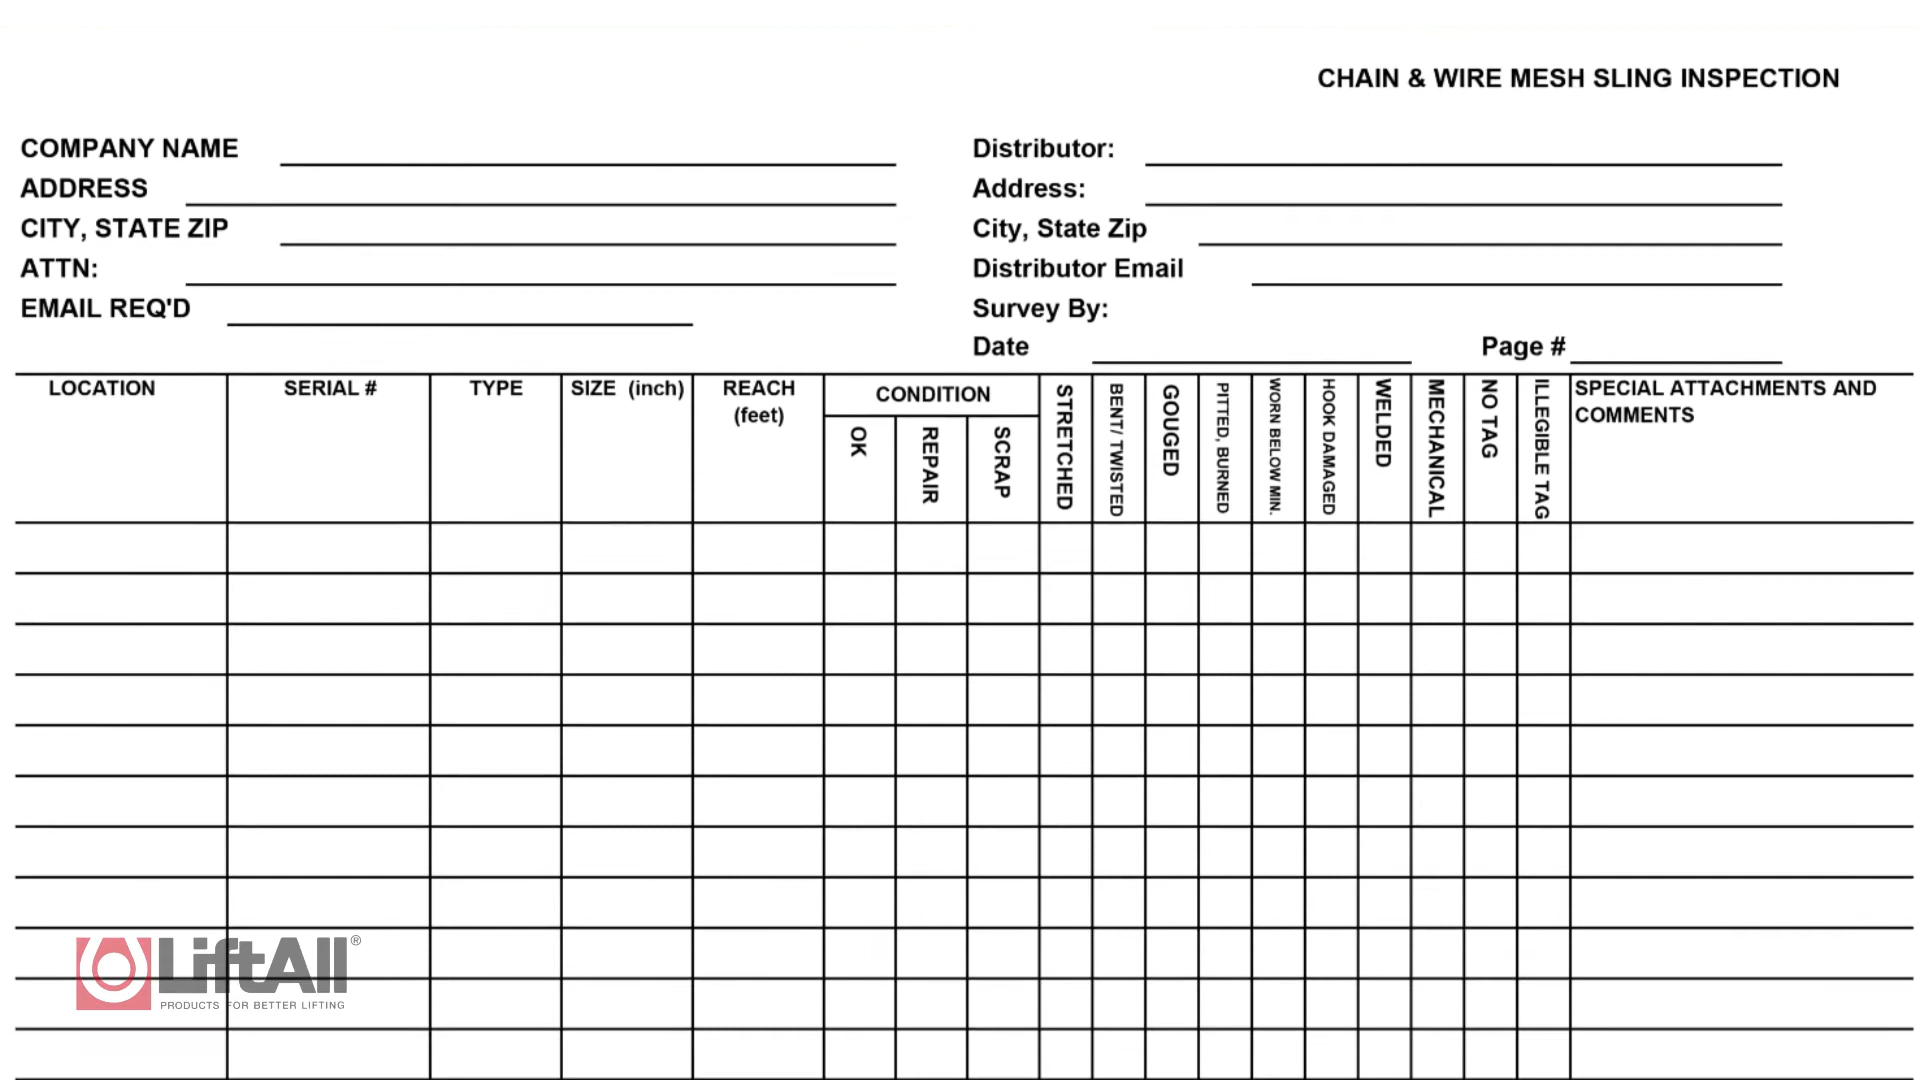 CHAIN & WIRE MESH SLING INSPECTION
COMPANY NAME
ADDRESS
CITY, STATE ZIP
ATTN:
EMAIL REQ'D
Distributor:
Address:
City, State Zip
Distributor Email
Survey By:
Date
Page #
LOCATION
SERIAL #
TYPE
SIZE (inch)
REACH
(feet)
CONDITION
OK
REPAIR
SCRAP
STRETCHED
BENT/ TWISTED
GOUGED
PITTED, BURNED
WORN BELOW MIN.
HOOK DAMAGED
WELDED
MECHANICAL
NO TAG
ILLEGIBLE TAG
SPECIAL ATTACHMENTS AND
COMMENTS
LiftAll®
PRODUCTS FOR BETTER LIFTING